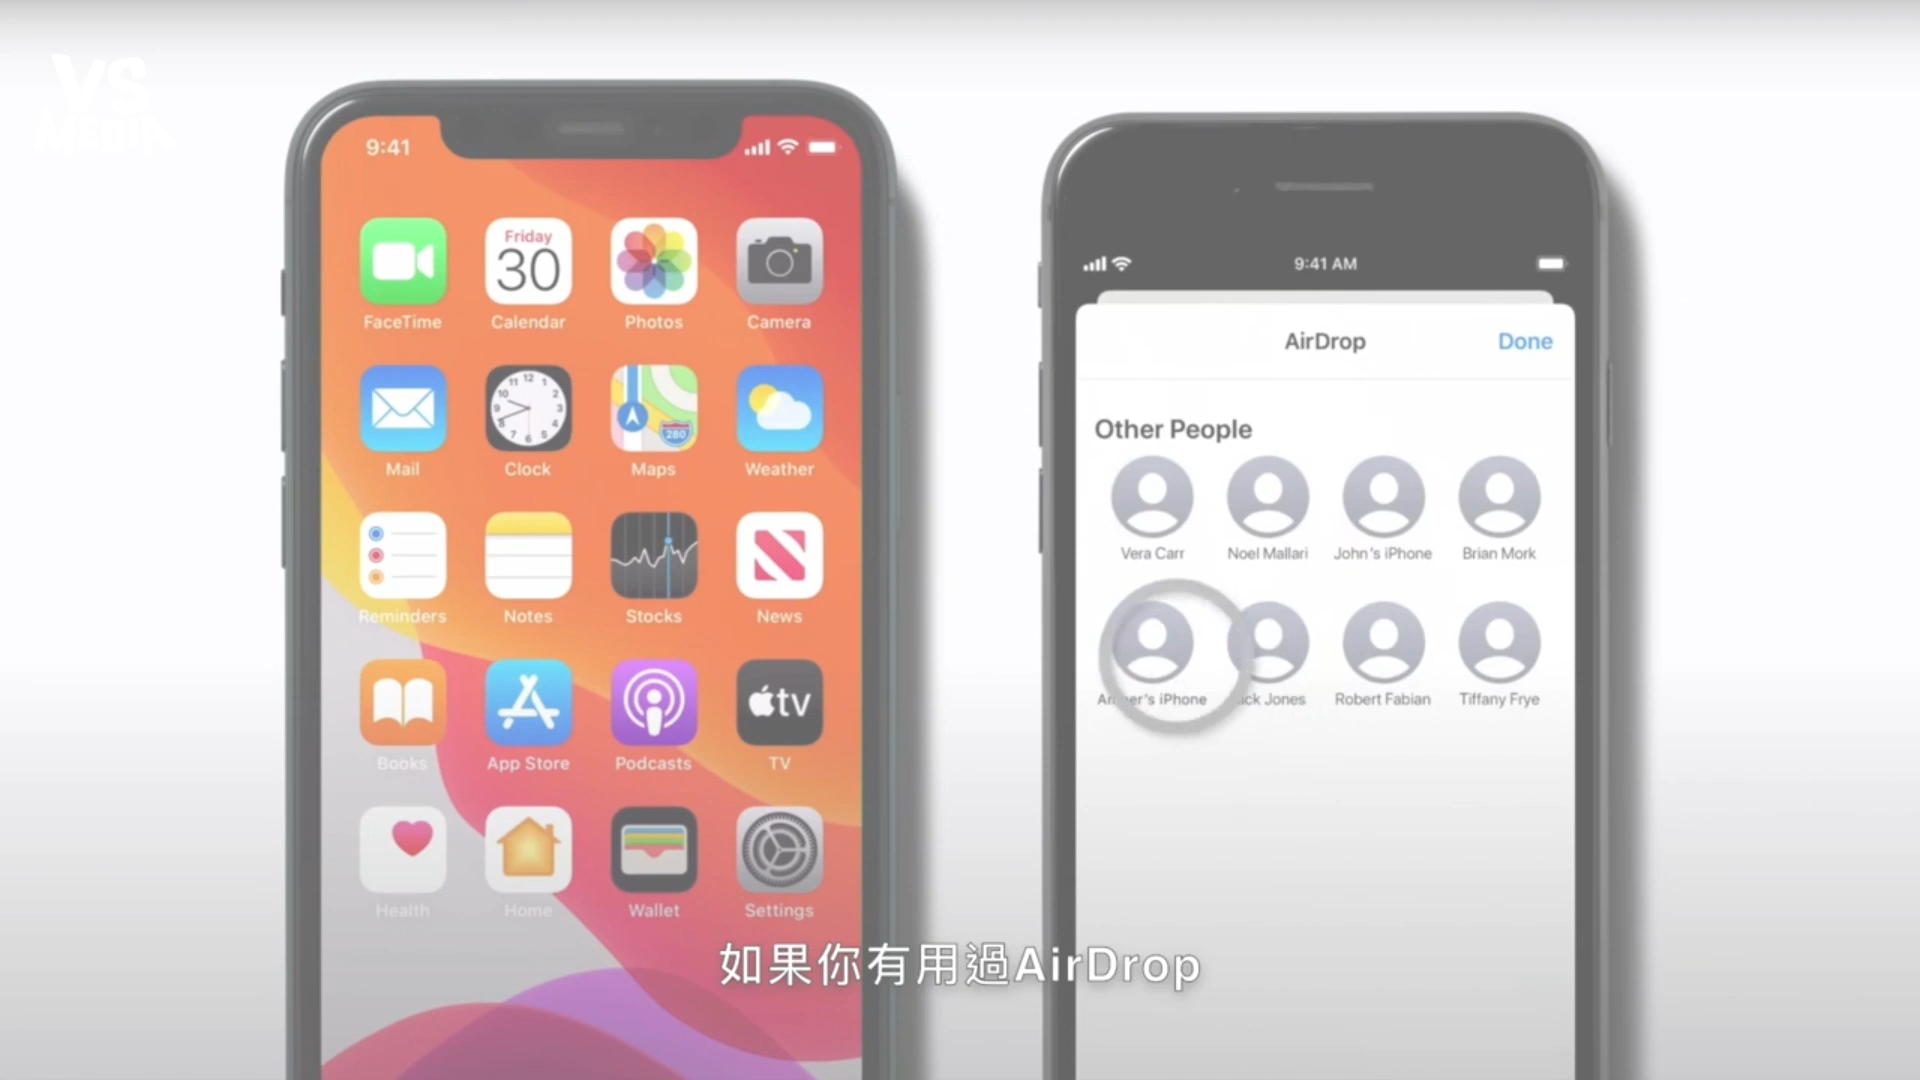 VS
MEDIA
9:41
Friday
30
FaceTime
Calendar
Photos
Camera
280
Mail
Clock
Maps
Weather
Reminders
Notes
Stocks
News
tv
Books
App Store
Podcasts
TV
Health
Home
Wallet
Settings
9:41 AM
AirDrop
Done
Other People
Vera Carr
Noel Mallari
John's iPhone
Brian Mork
iPhone
Jones
Robert Fabian
Tiffany Frye
如果你有用過AirDrop